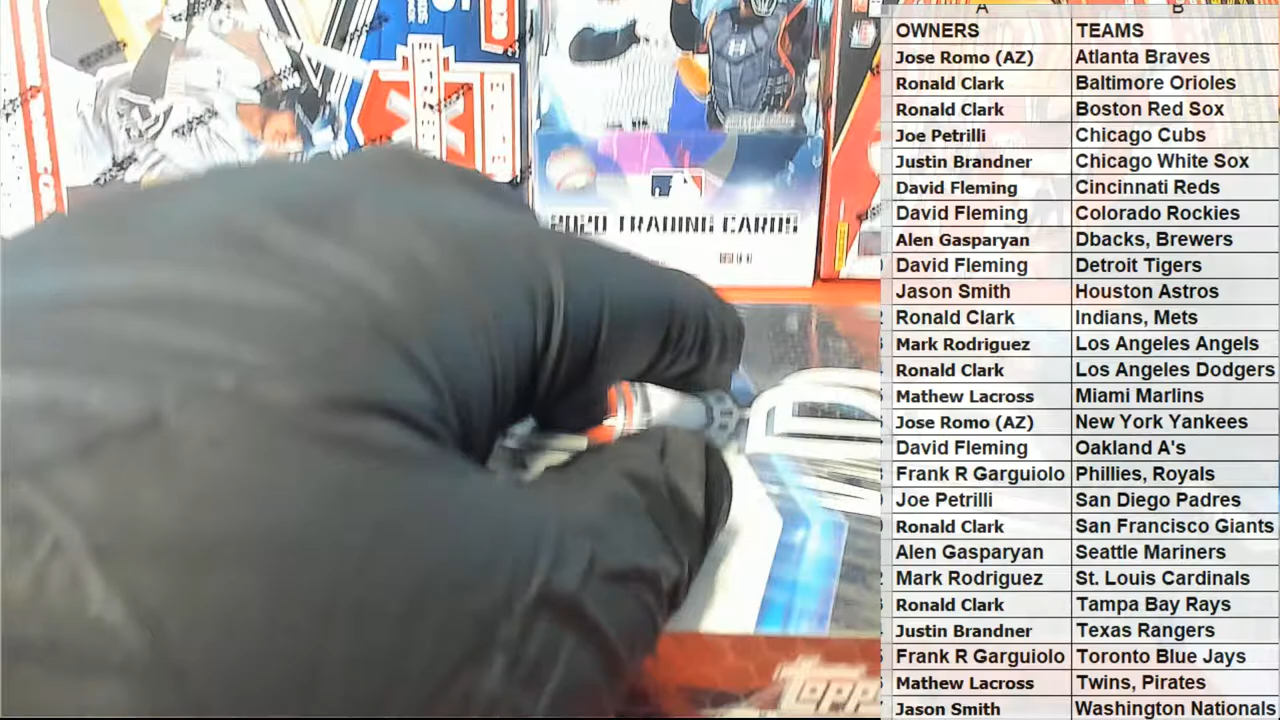 A B
OWNERS TEAMS
Jose Romo (AZ) Atlanta Braves
Ronald Clark Baltimore Orioles
Ronald Clark Boston Red Sox
Joe Petrilli Chicago Cubs
Justin Brandner Chicago White Sox
David Fleming Cincinnati Reds
David Fleming Colorado Rockies
Alen Gasparyan Dbacks, Brewers
David Fleming Detroit Tigers
Jason Smith Houston Astros
Ronald Clark Indians, Mets
Mark Rodriguez Los Angeles Angels
Ronald Clark Los Angeles Dodgers
Mathew Lacross Miami Marlins
Jose Romo (AZ) New York Yankees
David Fleming Oakland A's
Frank R Garguiolo Phillies, Royals
Joe Petrilli San Diego Padres
Ronald Clark San Francisco Giants
Alen Gasparyan Seattle Mariners
Mark Rodriguez St. Louis Cardinals
Ronald Clark Tampa Bay Rays
Justin Brandner Texas Rangers
Frank R Garguiolo Toronto Blue Jays
Mathew Lacross Twins, Pirates
Jason Smith Washington Nationals
2020 TRADING CARDS
Topps